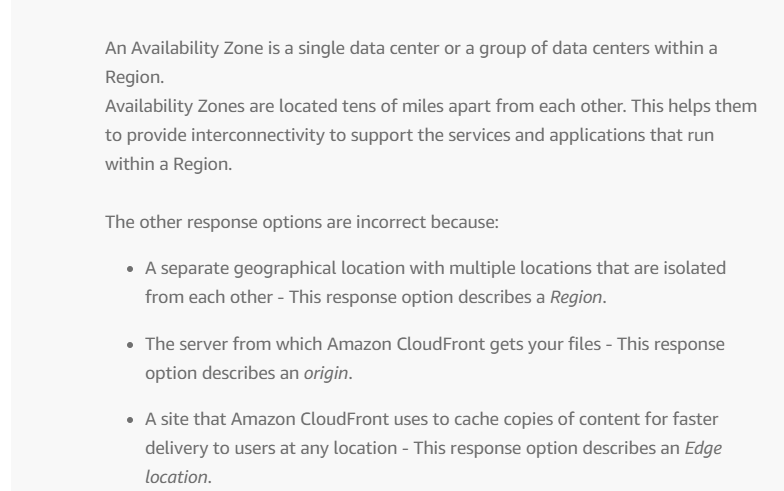 An Availability Zone is a single data center or a group of data centers within a
Region.
Availability Zones are located tens of miles apart from each other. This helps them
to provide interconnectivity to support the services and applications that run
within a Region.
The other response options are incorrect because:
• A separate geographical location with multiple locations that are isolated
from each other - This response option describes a Region.
• The server from which Amazon CloudFront gets your files - This response
option describes an origin.
• A site that Amazon CloudFront uses to cache copies of content for faster
delivery to users at any location - This response option describes an Edge
location.